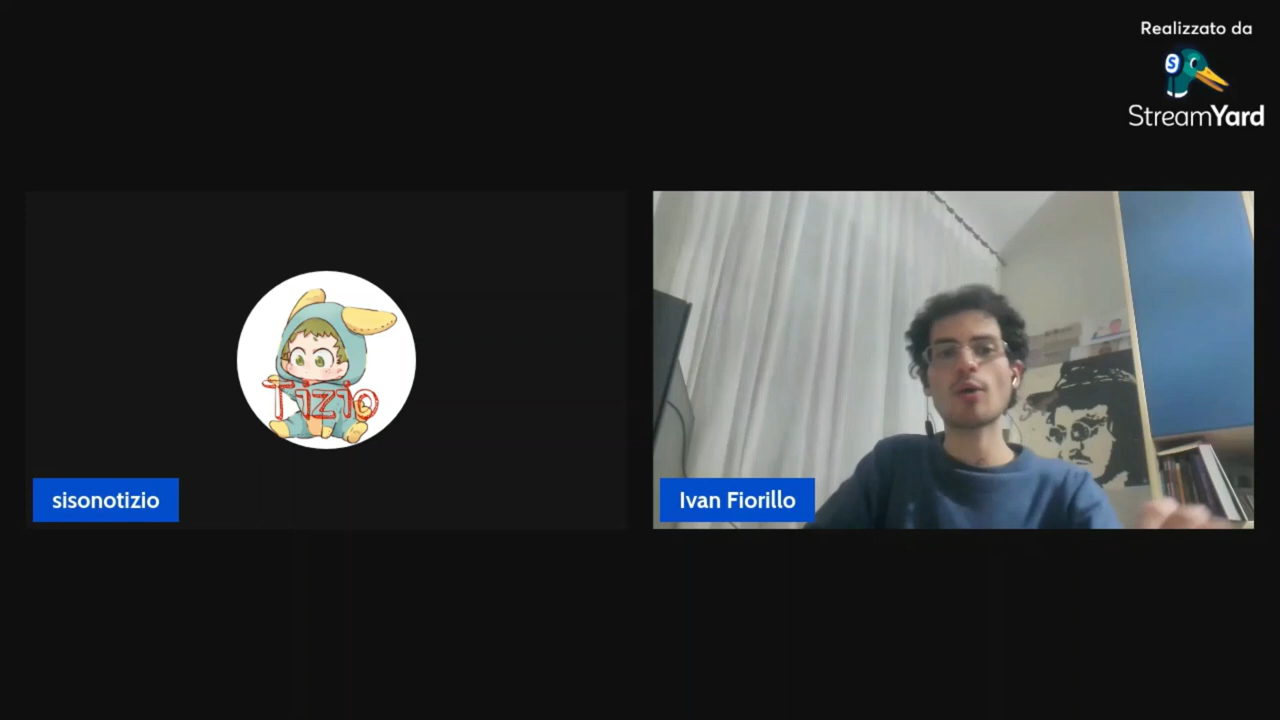 Realizzato da
S
StreamYard
Tizio
sisonotizio
Ivan Fiorillo